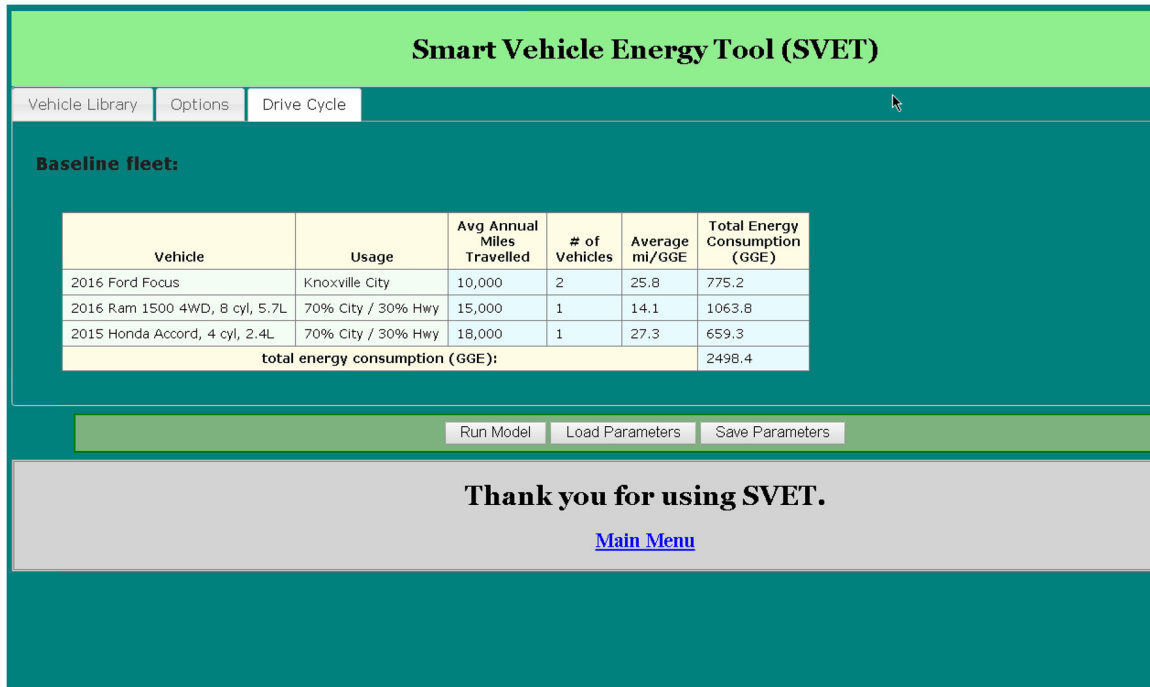 Smart Vehicle Energy Tool (SVET)
Vehicle Library Options Drive Cycle
Baseline fleet:
Vehicle Usage Avg Annual Miles Travelled # of Vehicles Average mi/GGE Total Energy Consumption (GGE)
2016 Ford Focus Knoxville City 10,000 2 25.8 775.2
2016 Ram 1500 4WD, 8 cyl, 5.7L 70% City / 30% Hwy 15,000 1 14.1 1063.8
2015 Honda Accord, 4 cyl, 2.4L 70% City / 30% Hwy 18,000 1 27.3 659.3
total energy consumption (GGE): 2498.4
Run Model Load Parameters Save Parameters
Thank you for using SVET.
Main Menu